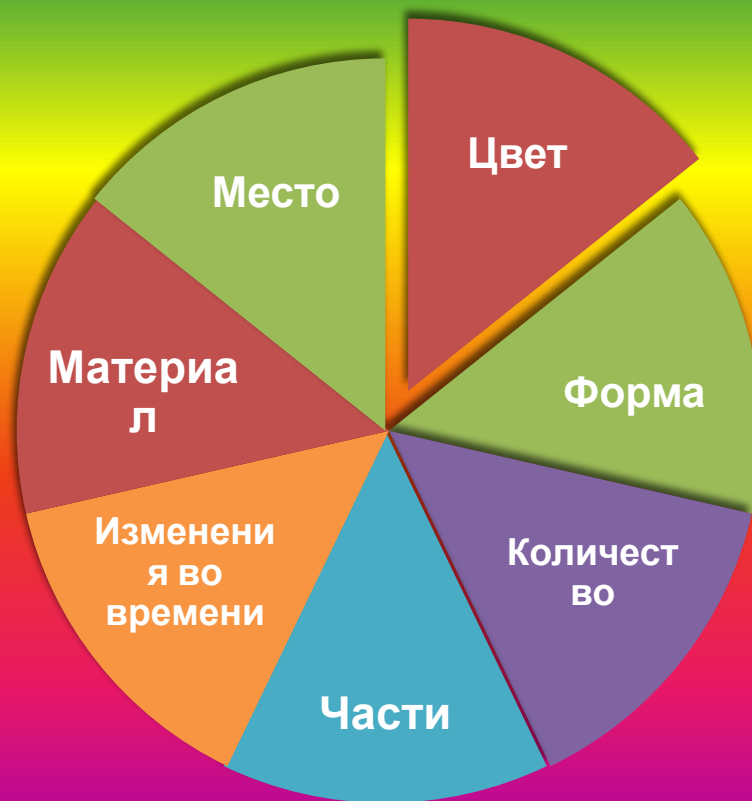 Цвет
Место
Материа
л
Форма
Изменени
я во
времени
Количест
во
Части